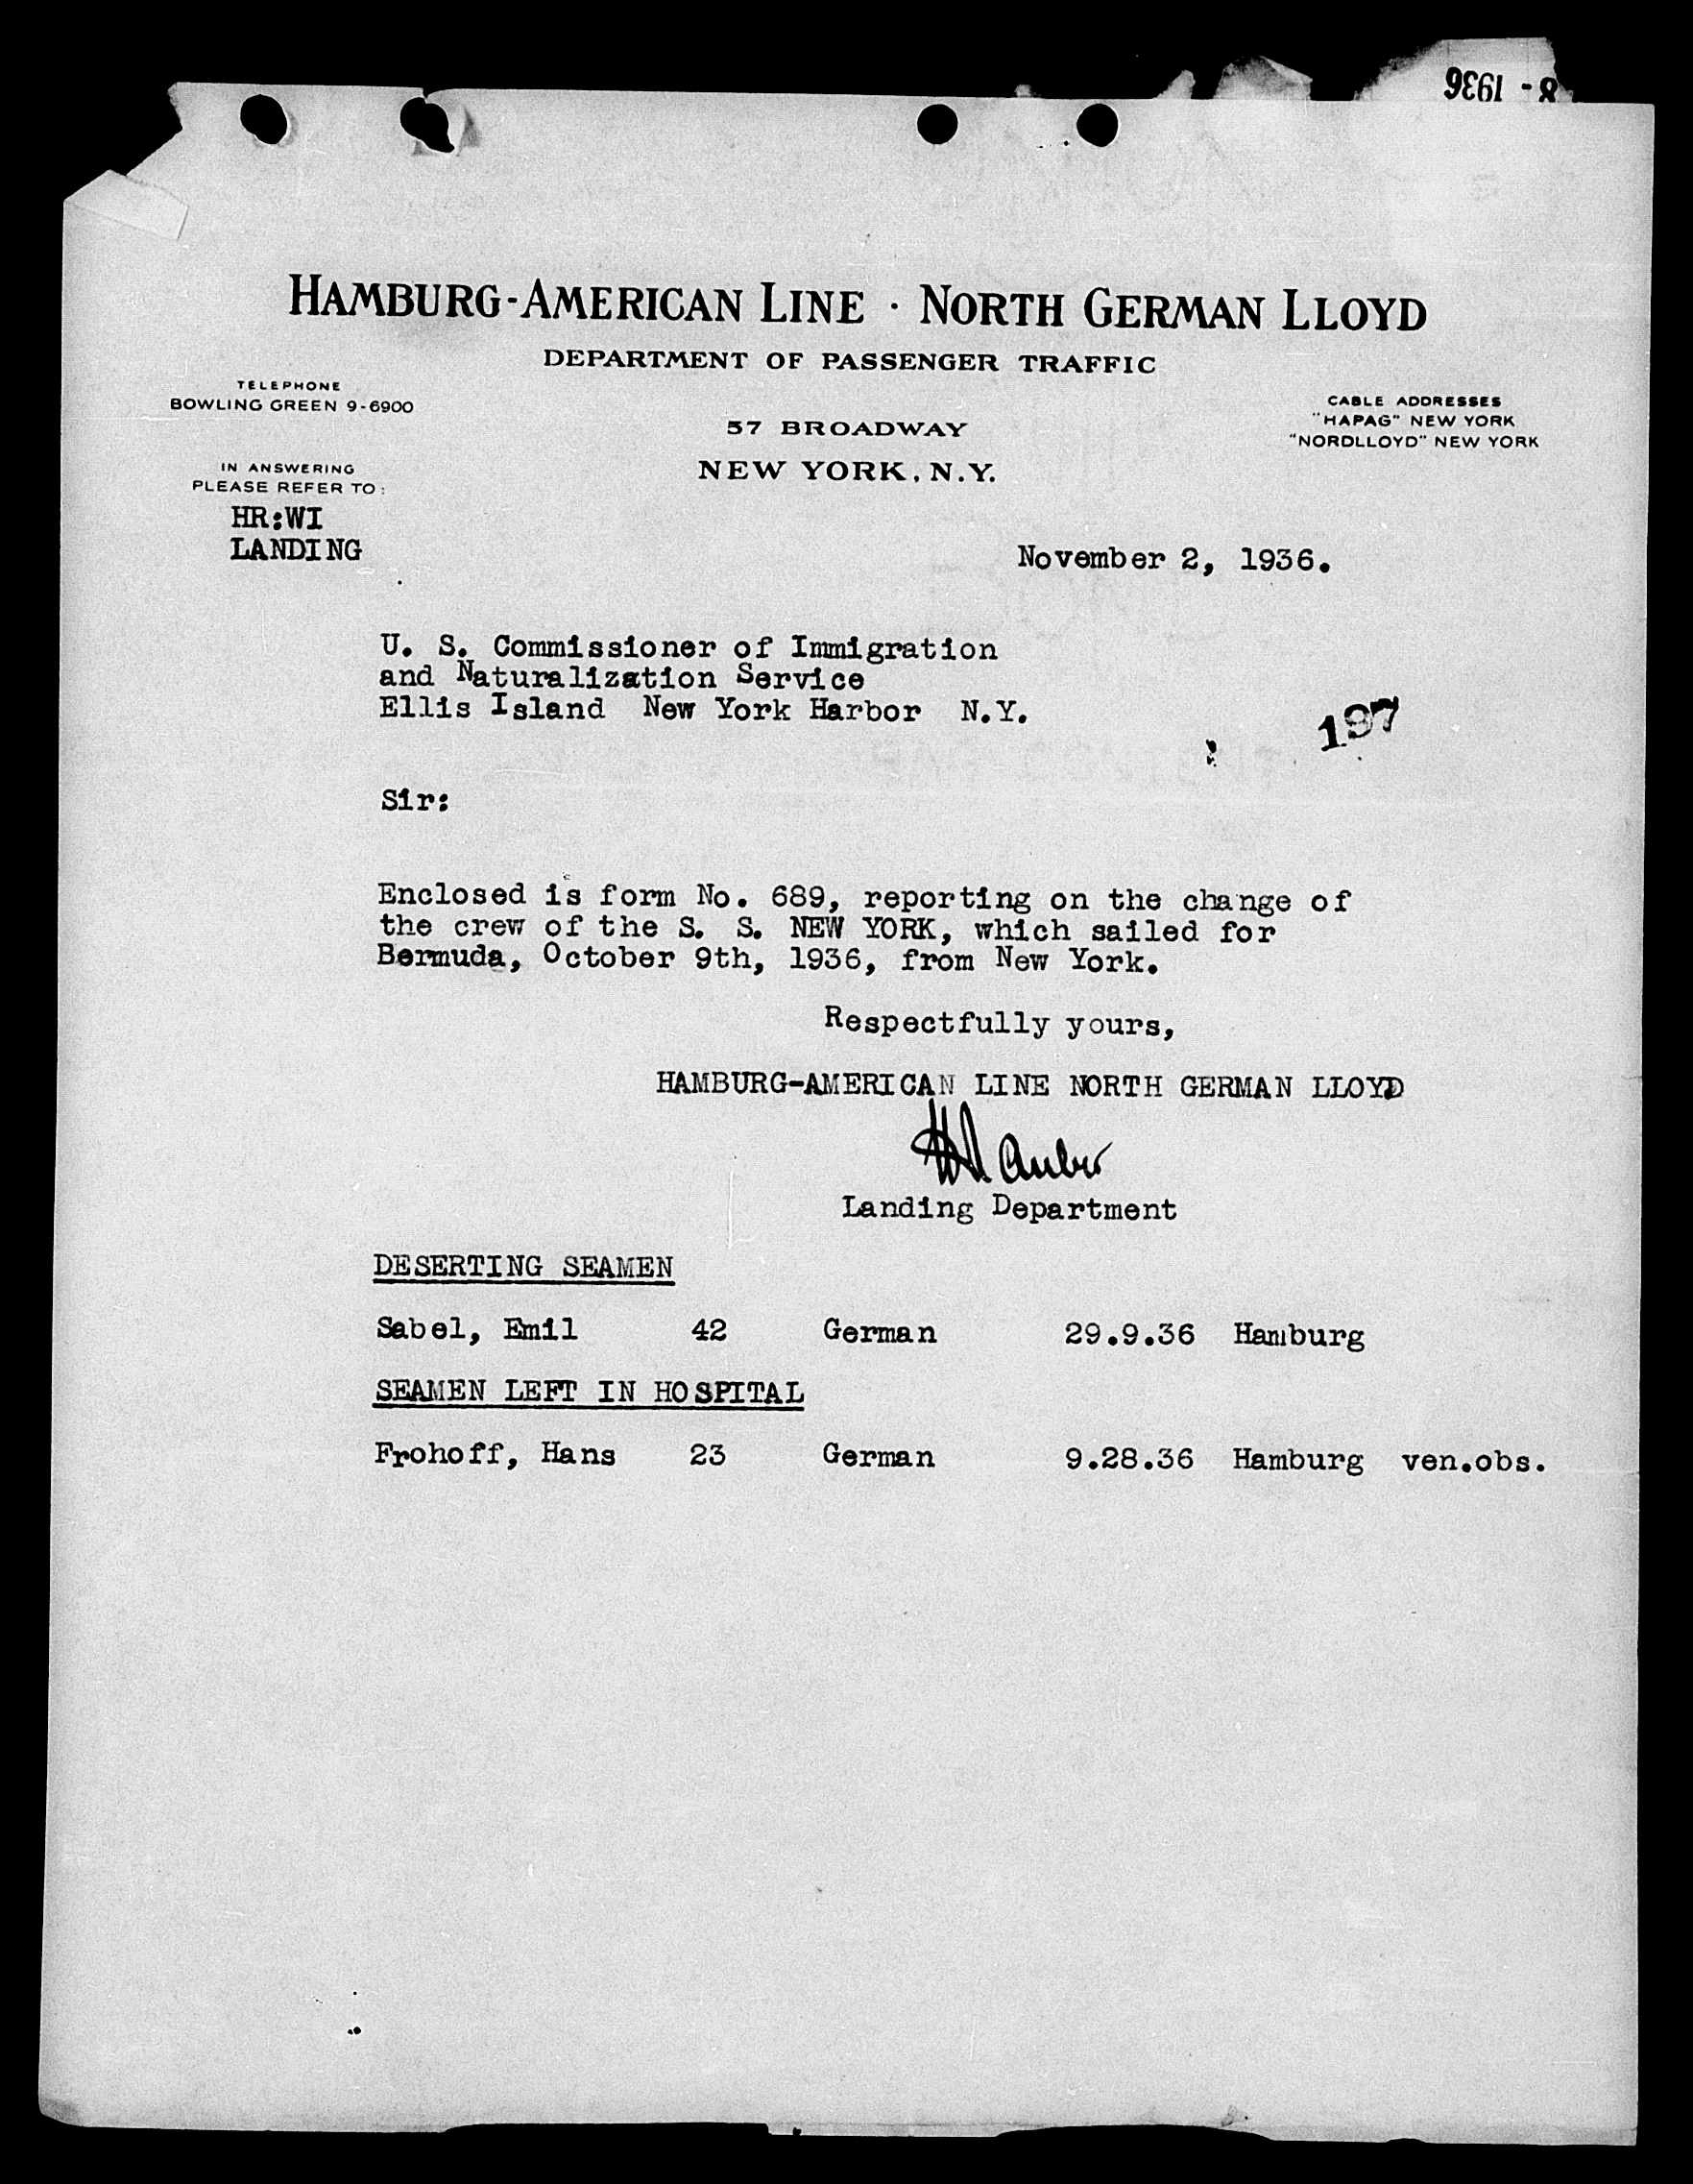 8 - 1936
HAMBURG-AMERICAN LINE · NORTH GERMAN LLOYD
DEPARTMENT OF PASSENGER TRAFFIC
TELEPHONE
BOWLING GREEN 9-6900
57 BROADWAY
NEW YORK, N.Y.
CABLE ADDRESSES
"HAPAG" NEW YORK
"NORDLLOYD" NEW YORK
IN ANSWERING
PLEASE REFER TO:
HR:WI
LANDING
November 2, 1936.
U. S. Commissioner of Immigration
and Naturalization Service
Ellis Island New York Harbor N.Y.
197
Sir:
Enclosed is form No. 689, reporting on the change of
the crew of the S. S. NEW YORK, which sailed for
Bermuda, October 9th, 1936, from New York.
Respectfully yours,
HAMBURG-AMERICAN LINE NORTH GERMAN LLOYD
Landing Department
DESERTING SEAMEN
Sabel, Emil 42 German 29.9.36 Hamburg
SEAMEN LEFT IN HOSPITAL
Frohoff, Hans 23 German 9.28.36 Hamburg ven.obs.